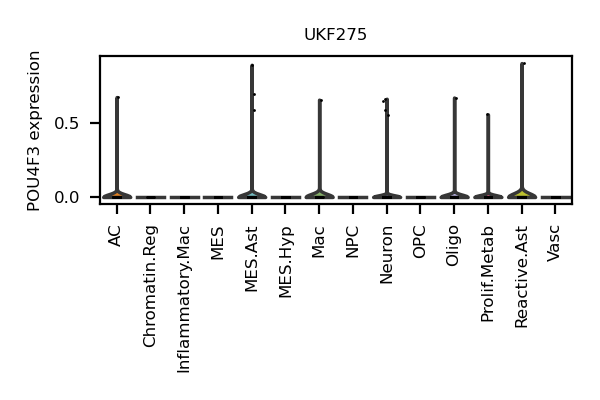 UKF275
POU4F3 expression
0.5
0.0
AC
Chromatin.Reg
Inflammatory.Mac
MES
MES.Ast
MES.Hyp
Mac
NPC
Neuron
OPC
Oligo
Prolif.Metab
Reactive.Ast
Vasc